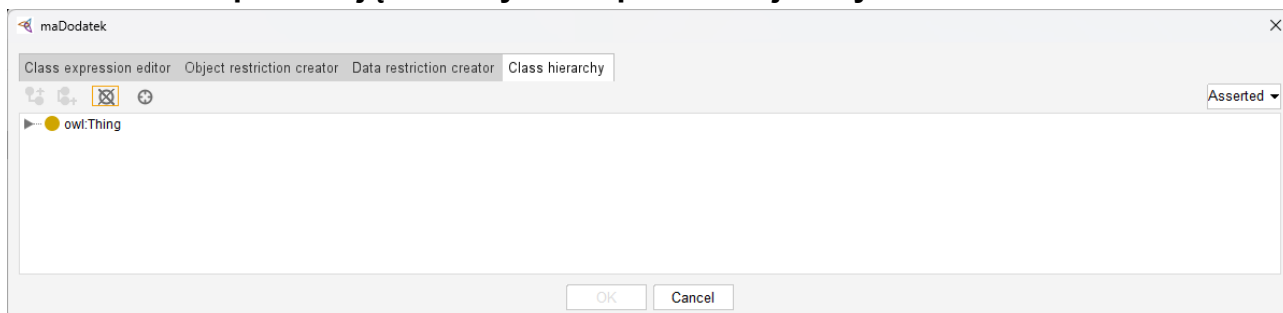 maDodatek
Class expression editor Object restriction creator Data restriction creator Class hierarchy
Asserted
owl:Thing
OK Cancel